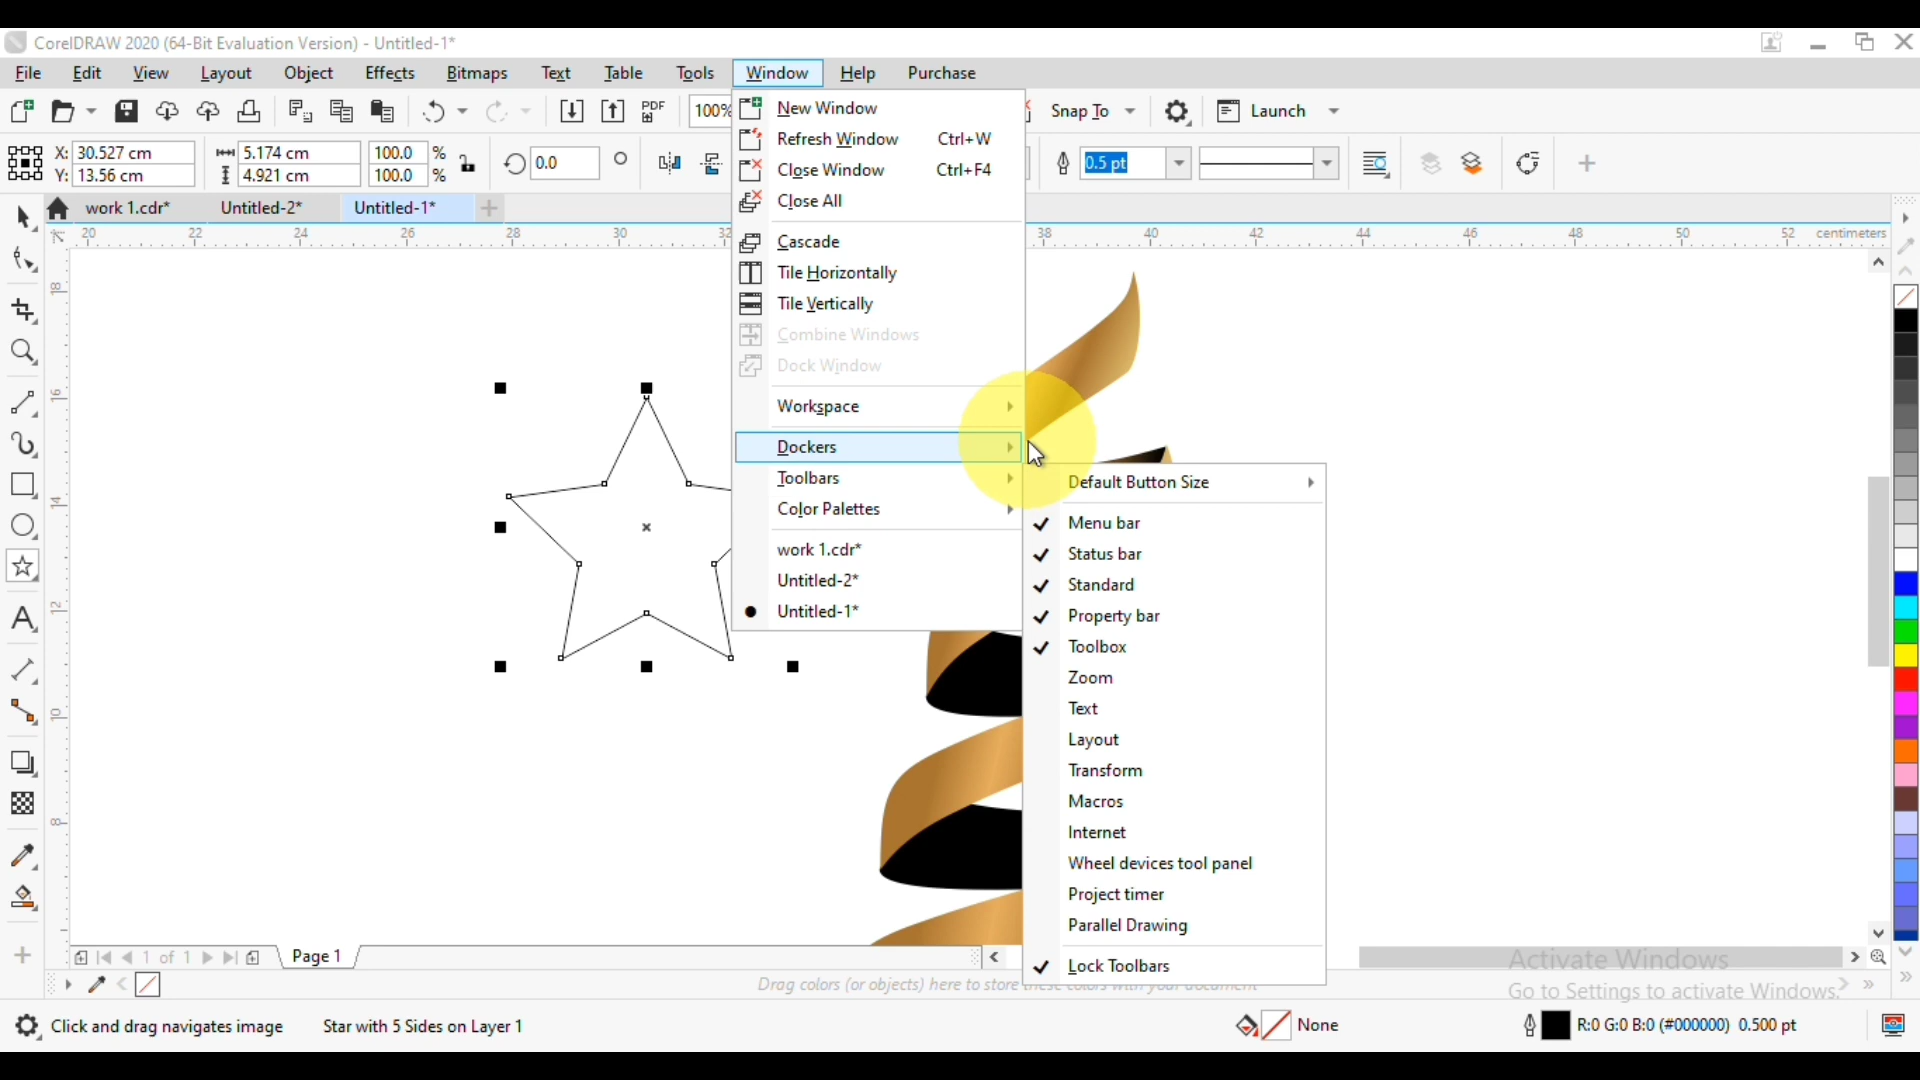 CorelDRAW 2020 (64-Bit Evaluation Version) - Untitled-1*
File Edit View Layout Object Effects Bitmaps Text Table Tools Window Help Purchase
PDF 100% Snap To Launch
X: 30.527 cm 5.174 cm 100.0 % 0.0 0.5 pt
Y: 13.56 cm 4.921 cm 100.0 %
work 1.cdr* Untitled-2* Untitled-1*
20 22 24 26 28 30 32 38 40 42 44 46 48 50 52 centimeters
18
16
14
12
10
8
New Window
Refresh Window Ctrl+W
Close Window Ctrl+F4
Close All
Cascade
Tile Horizontally
Tile Vertically
Combine Windows
Dock Window
Workspace
Dockers
Toolbars
Color Palettes
work 1.cdr*
Untitled-2*
Untitled-1*
Default Button Size
Menu bar
Status bar
Standard
Property bar
Toolbox
Zoom
Text
Layout
Transform
Macros
Internet
Wheel devices tool panel
Project timer
Parallel Drawing
Lock Toolbars
1 of 1 Page 1
Drag colors (or objects) here to store these colors with your document
Activate Windows
Go to Settings to activate Windows.
Click and drag navigates image Star with 5 Sides on Layer 1 None R:0 G:0 B:0 (#000000) 0.500 pt